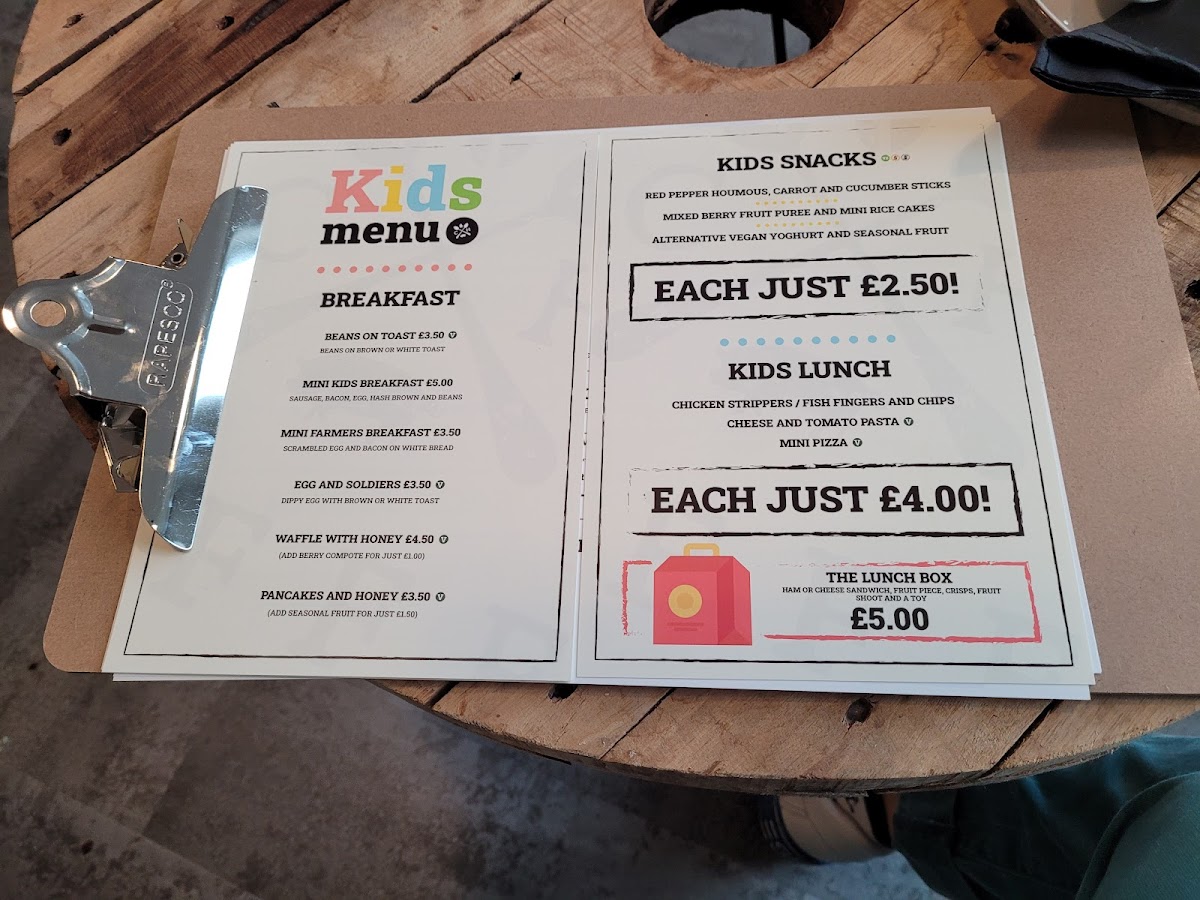 RAPESCO®
Kids
menu
BREAKFAST
BEANS ON TOAST £3.50 V
BEANS ON BROWN OR WHITE TOAST
MINI KIDS BREAKFAST £5.00
SAUSAGE, BACON, EGG, HASH BROWN AND BEANS
MINI FARMERS BREAKFAST £3.50
SCRAMBLED EGG AND BACON ON WHITE BREAD
EGG AND SOLDIERS £3.50 V
DIPPY EGG WITH BROWN OR WHITE TOAST
WAFFLE WITH HONEY £4.50 V
(ADD BERRY COMPOTE FOR JUST £1.00)
PANCAKES AND HONEY £3.50 V
(ADD SEASONAL FRUIT FOR JUST £1.50)
KIDS SNACKS
RED PEPPER HOUMOUS, CARROT AND CUCUMBER STICKS
MIXED BERRY FRUIT PUREE AND MINI RICE CAKES
ALTERNATIVE VEGAN YOGHURT AND SEASONAL FRUIT
EACH JUST £2.50!
KIDS LUNCH
CHICKEN STRIPPERS / FISH FINGERS AND CHIPS
CHEESE AND TOMATO PASTA V
MINI PIZZA V
EACH JUST £4.00!
THE LUNCH BOX
HAM OR CHEESE SANDWICH, FRUIT PIECE, CRISPS, FRUIT
SHOOT AND A TOY
£5.00